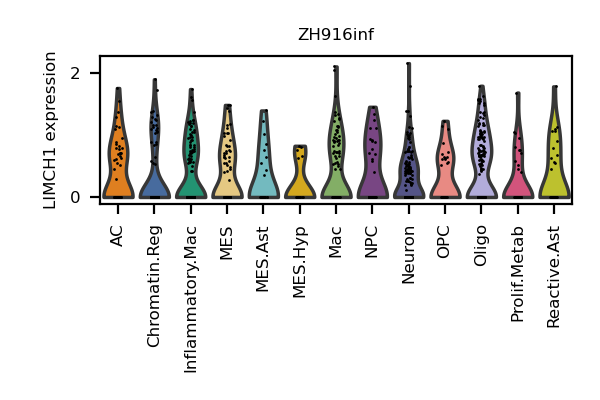 ZH916inf
LIMCH1 expression
2
0
AC
Chromatin.Reg
Inflammatory.Mac
MES
MES.Ast
MES.Hyp
Mac
NPC
Neuron
OPC
Oligo
Prolif.Metab
Reactive.Ast